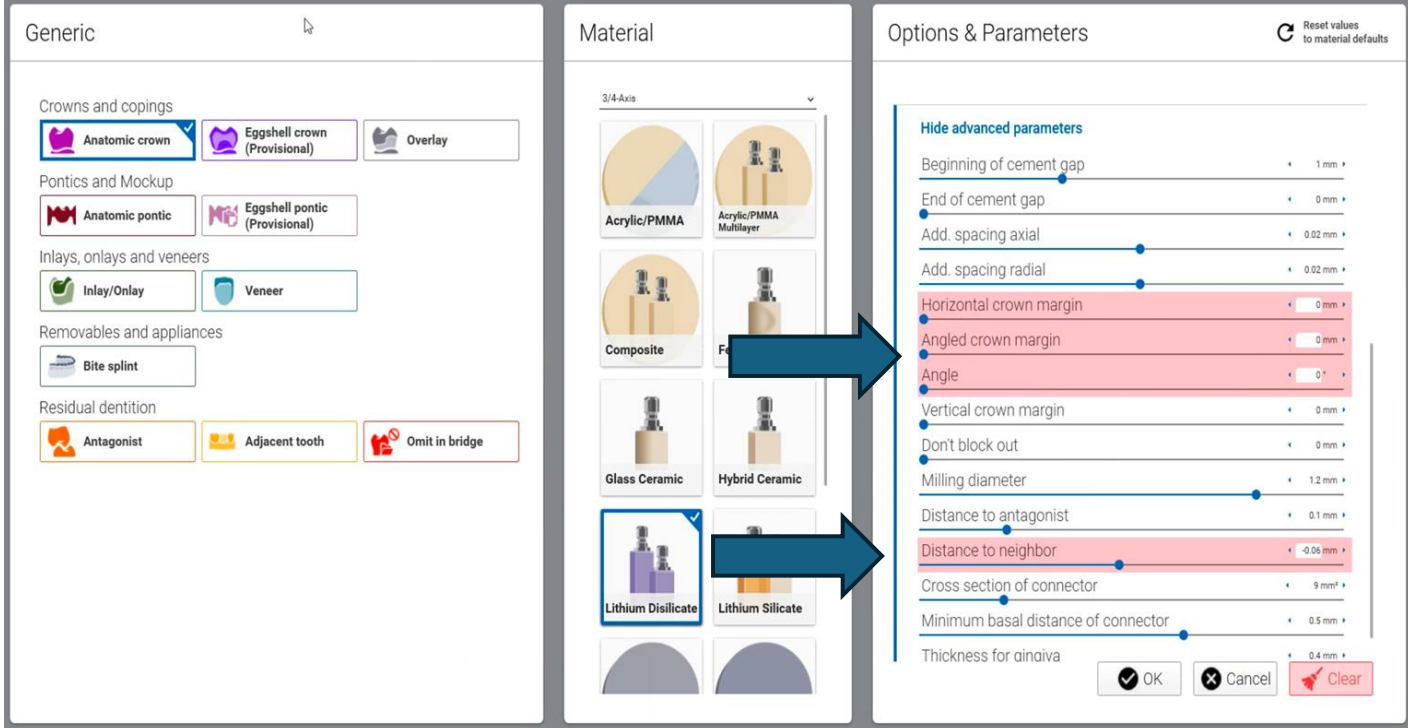 Generic
Crowns and copings
Anatomic crown
Eggshell crown
(Provisional)
Overlay
Pontics and Mockup
Anatomic pontic
Eggshell pontic
(Provisional)
Inlays, onlays and veneers
Inlay/Onlay
Veneer
Removables and appliances
Bite splint
Residual dentition
Antagonist
Adjacent tooth
Omit in bridge
Material
3/4-Axis
Acrylic/PMMA
Acrylic/PMMA
Multilayer
Composite
Glass Ceramic
Hybrid Ceramic
Lithium Disilicate
Lithium Silicate
Options & Parameters
Reset values
to material defaults
Hide advanced parameters
Beginning of cement gap 1 mm
End of cement gap 0 mm
Add. spacing axial 0.02 mm
Add. spacing radial 0.02 mm
Horizontal crown margin 0 mm
Angled crown margin 0 mm
Angle 0 °
Vertical crown margin 0 mm
Don't block out 0 mm
Milling diameter 1.2 mm
Distance to antagonist 0.1 mm
Distance to neighbor -0.06 mm
Cross section of connector 9 mm²
Minimum basal distance of connector 0.5 mm
Thickness for gingiva 0.4 mm
OK
Cancel
Clear